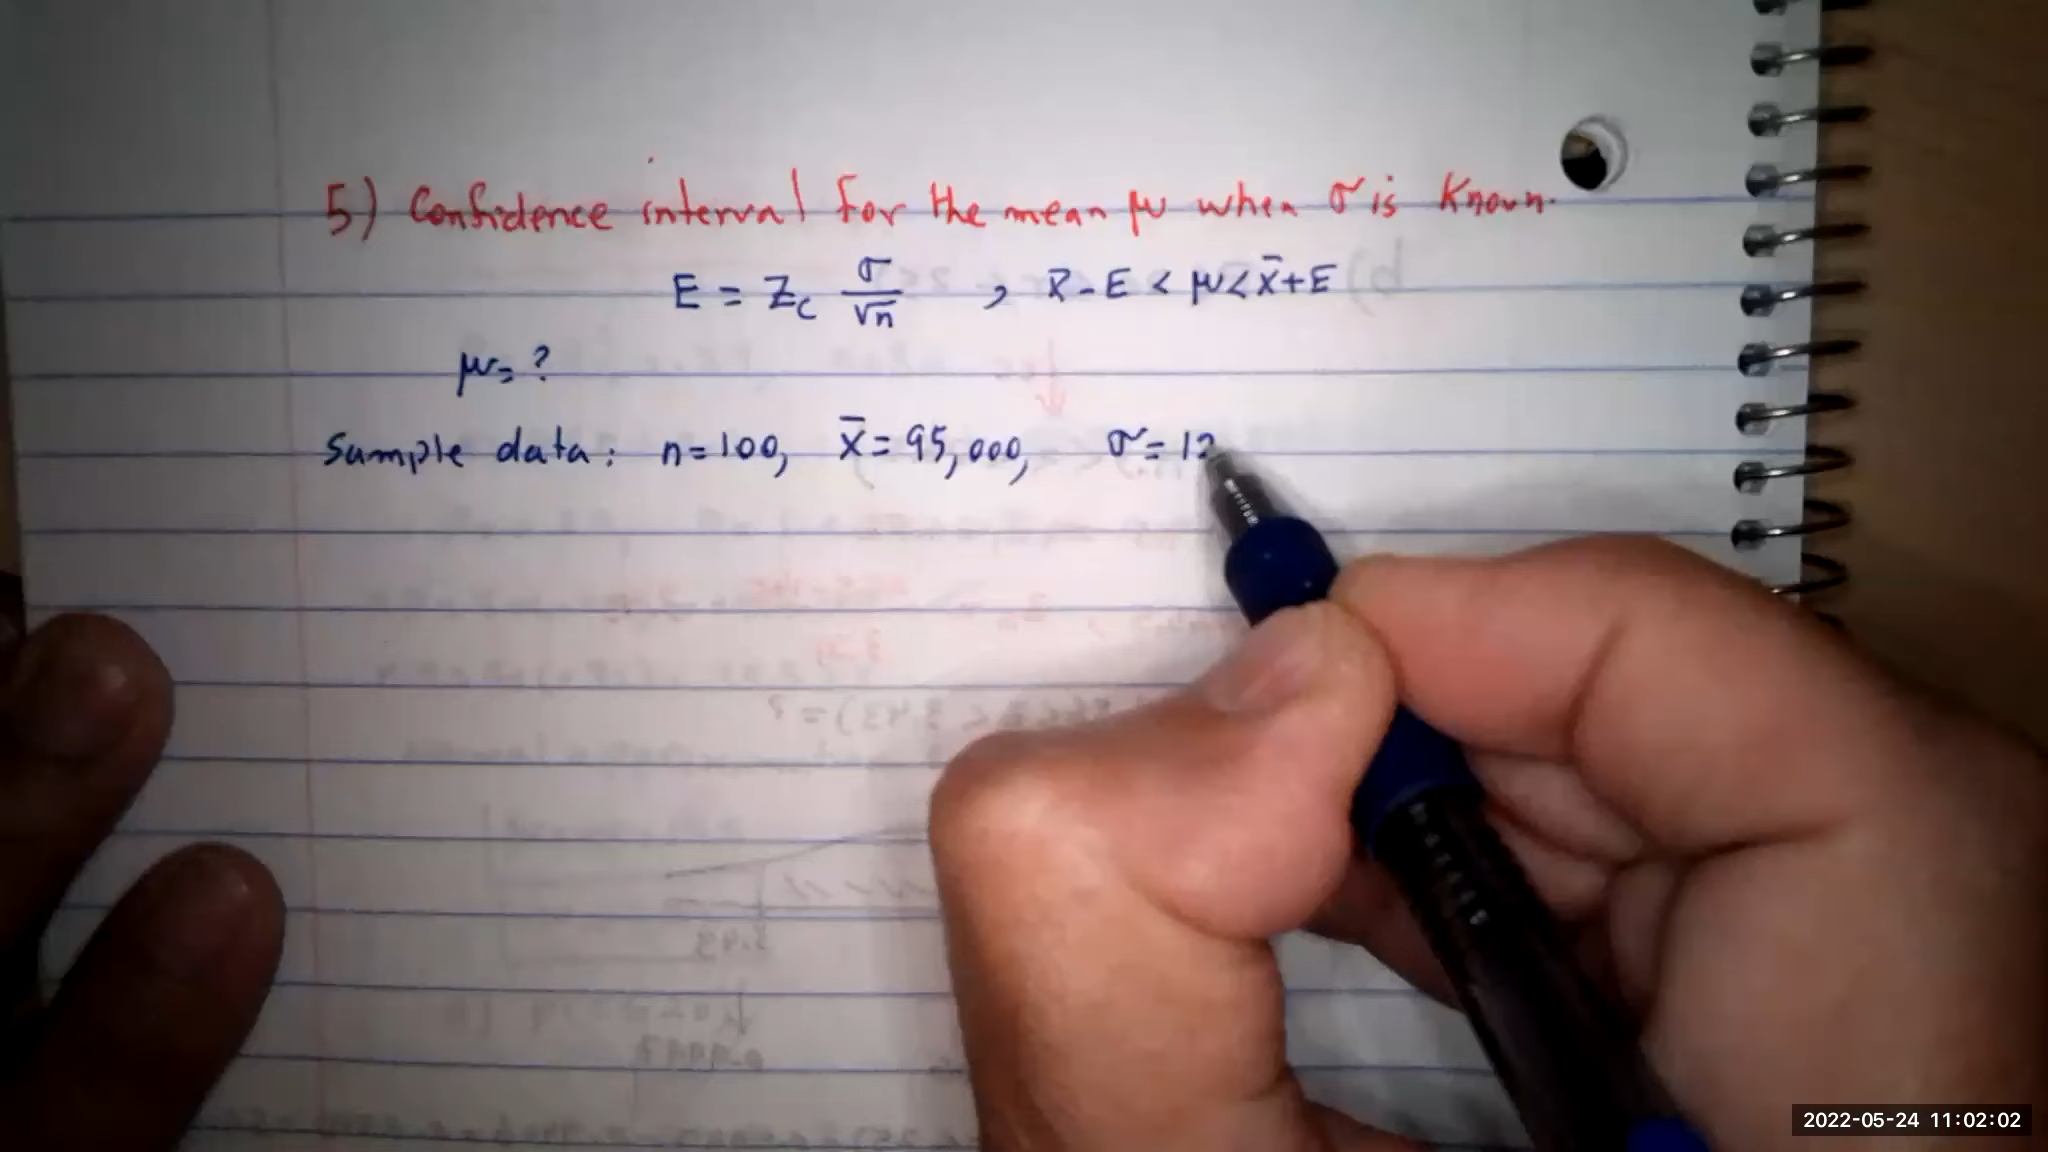 5) Confidence interval for the mean μ when σ is known.
E = Zc σ/√n , x̄ - E < μ < x̄ + E
μ = ?
Sample data: n = 100, x̄ = 95,000, σ = 12
2022-05-24 11:02:02